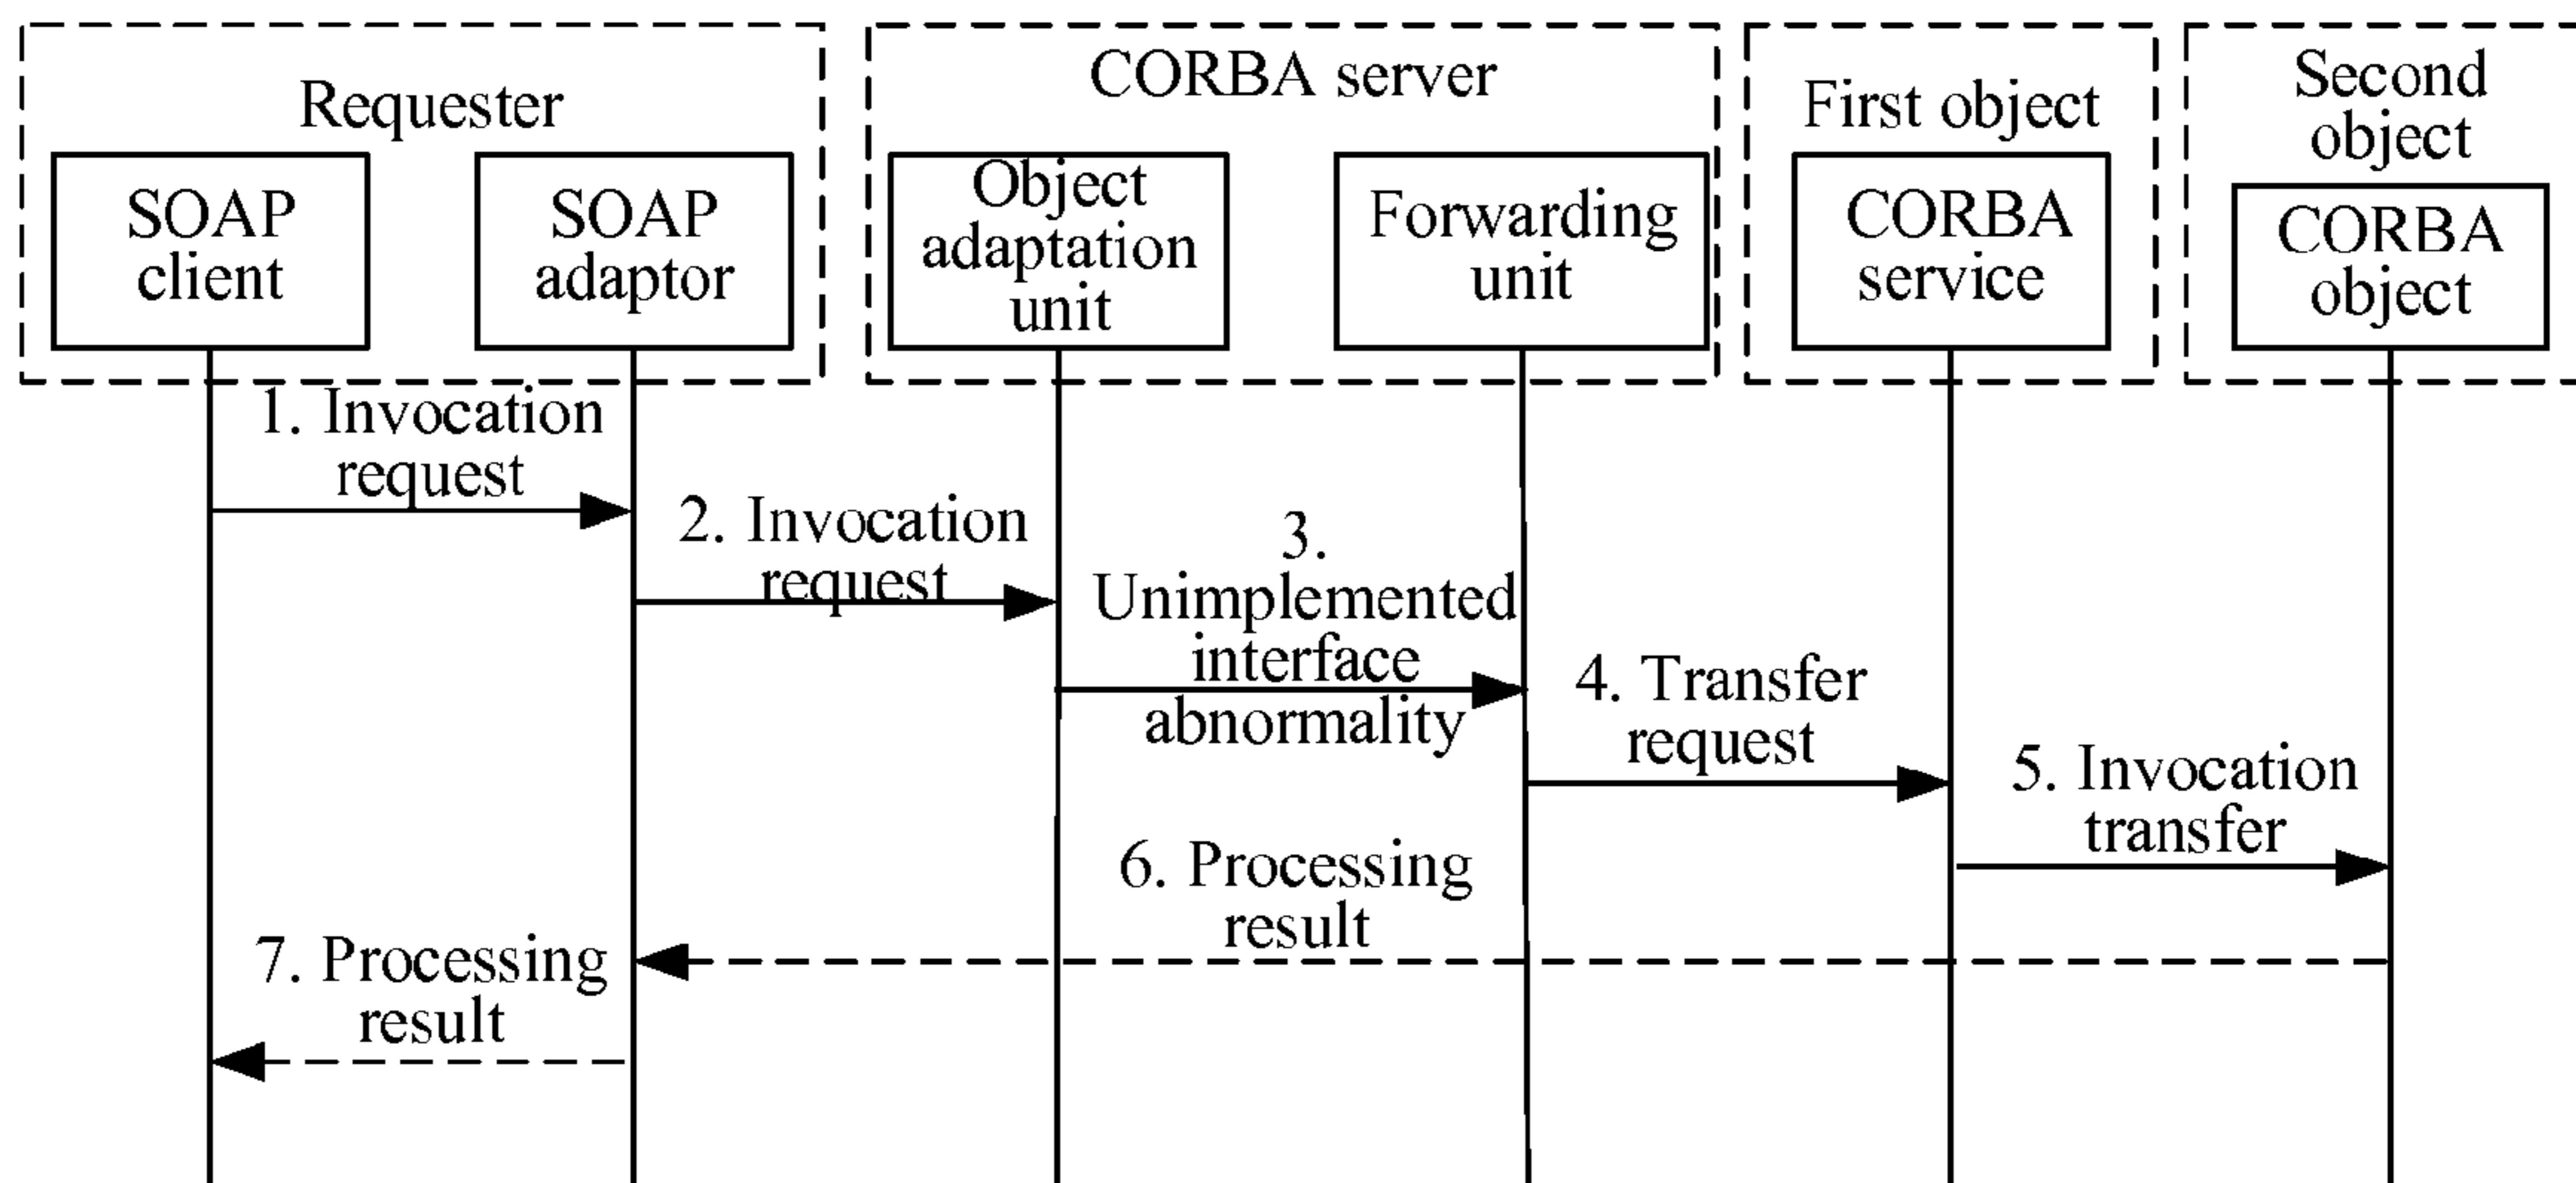 Requester
CORBA server
First object
Second
object
SOAP
client
SOAP
adaptor
Object
adaptation
unit
Forwarding
unit
CORBA
service
CORBA
object
1. Invocation
request
2. Invocation
request
3.
Unimplemented
interface
abnormality
4. Transfer
request
5. Invocation
transfer
6. Processing
result
7. Processing
result